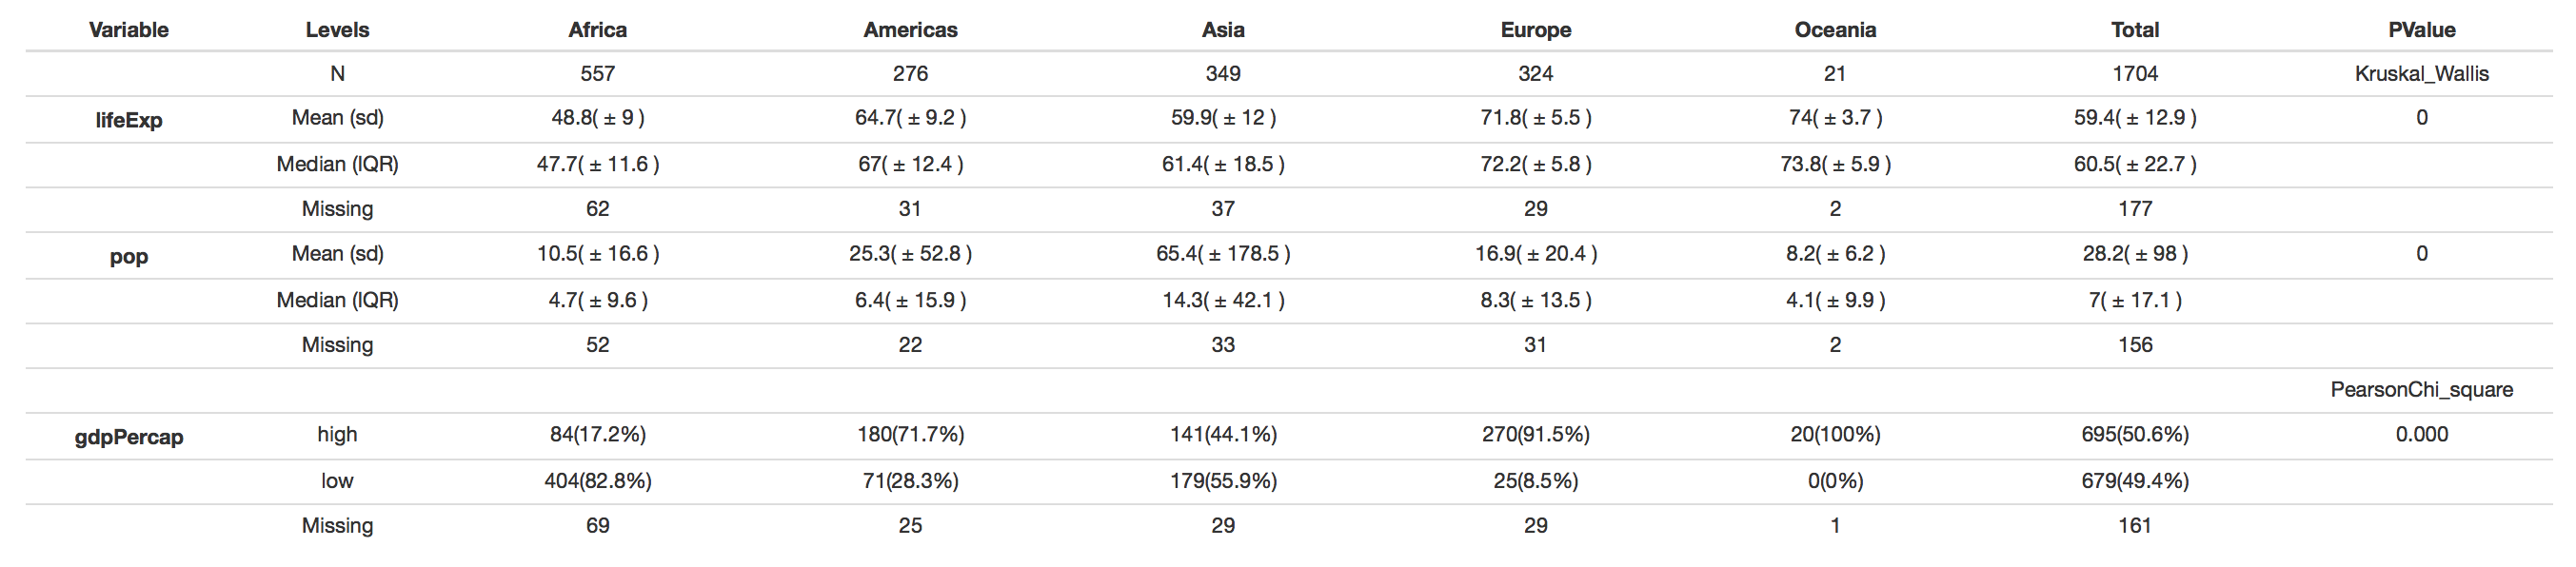 Variable Levels Africa Americas Asia Europe Oceania Total PValue
N 557 276 349 324 21 1704 Kruskal_Wallis
lifeExp Mean (sd) 48.8( ± 9 ) 64.7( ± 9.2 ) 59.9( ± 12 ) 71.8( ± 5.5 ) 74( ± 3.7 ) 59.4( ± 12.9 ) 0
Median (IQR) 47.7( ± 11.6 ) 67( ± 12.4 ) 61.4( ± 18.5 ) 72.2( ± 5.8 ) 73.8( ± 5.9 ) 60.5( ± 22.7 )
Missing 62 31 37 29 2 177
pop Mean (sd) 10.5( ± 16.6 ) 25.3( ± 52.8 ) 65.4( ± 178.5 ) 16.9( ± 20.4 ) 8.2( ± 6.2 ) 28.2( ± 98 ) 0
Median (IQR) 4.7( ± 9.6 ) 6.4( ± 15.9 ) 14.3( ± 42.1 ) 8.3( ± 13.5 ) 4.1( ± 9.9 ) 7( ± 17.1 )
Missing 52 22 33 31 2 156
PearsonChi_square
gdpPercap high 84(17.2%) 180(71.7%) 141(44.1%) 270(91.5%) 20(100%) 695(50.6%) 0.000
low 404(82.8%) 71(28.3%) 179(55.9%) 25(8.5%) 0(0%) 679(49.4%)
Missing 69 25 29 29 1 161